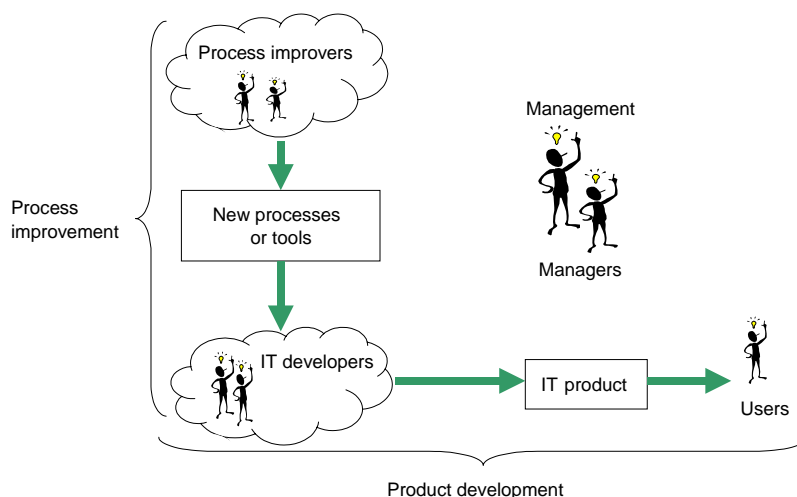 Process improvers
Management
Process
improvement
New processes
or tools
Managers
IT developers
IT product
Users
Product development